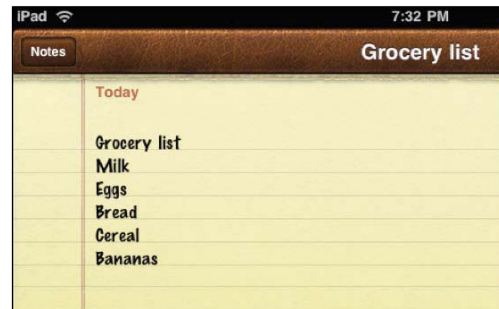 iPad 7:32 PM
Notes Grocery list
Today
Grocery list
Milk
Eggs
Bread
Cereal
Bananas